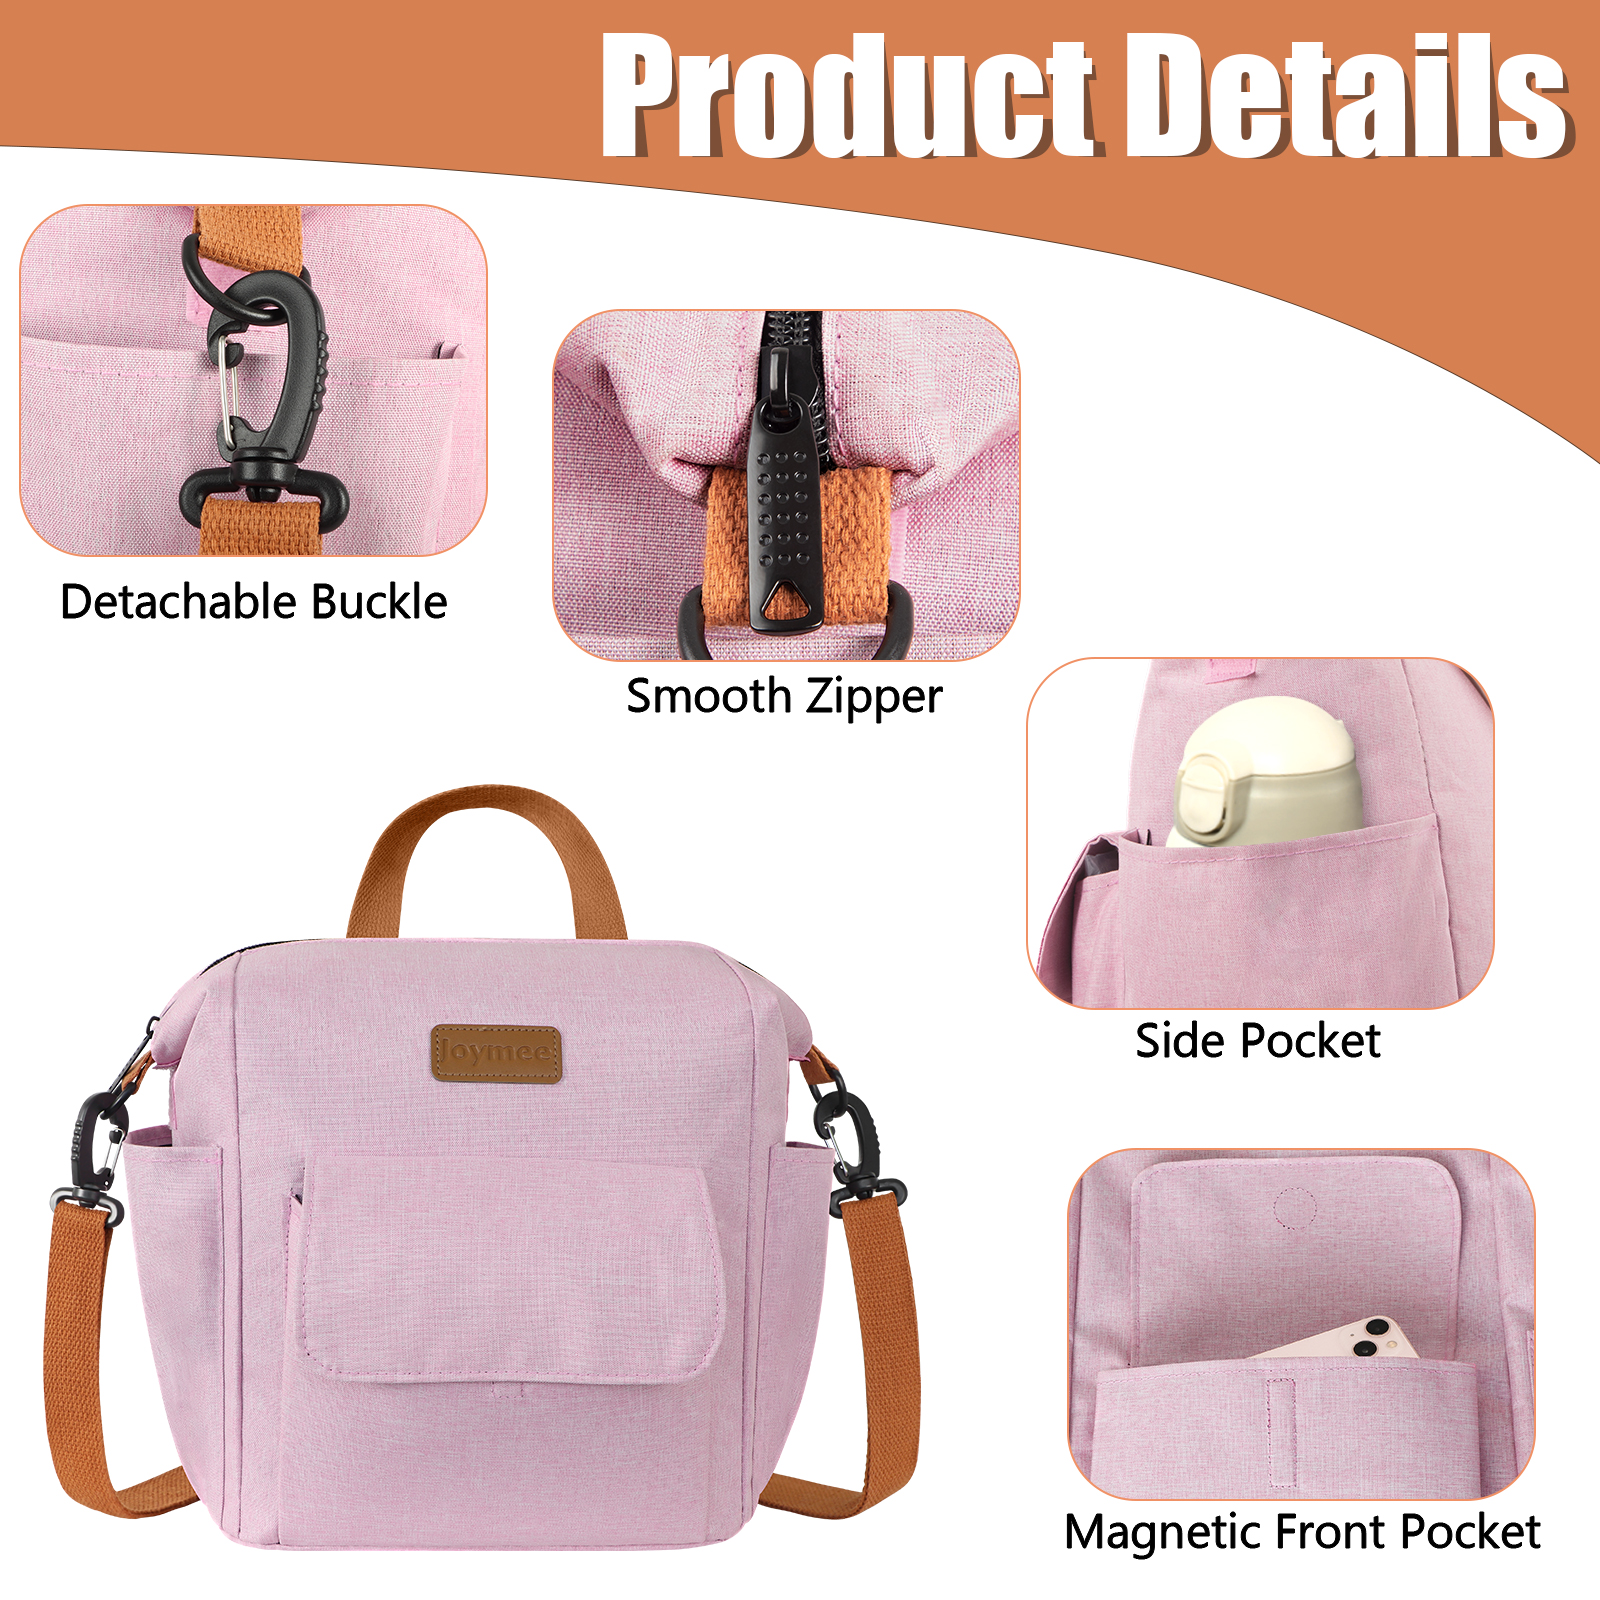 Product Details
Detachable Buckle
Smooth Zipper
Side Pocket
Joymee
Magnetic Front Pocket